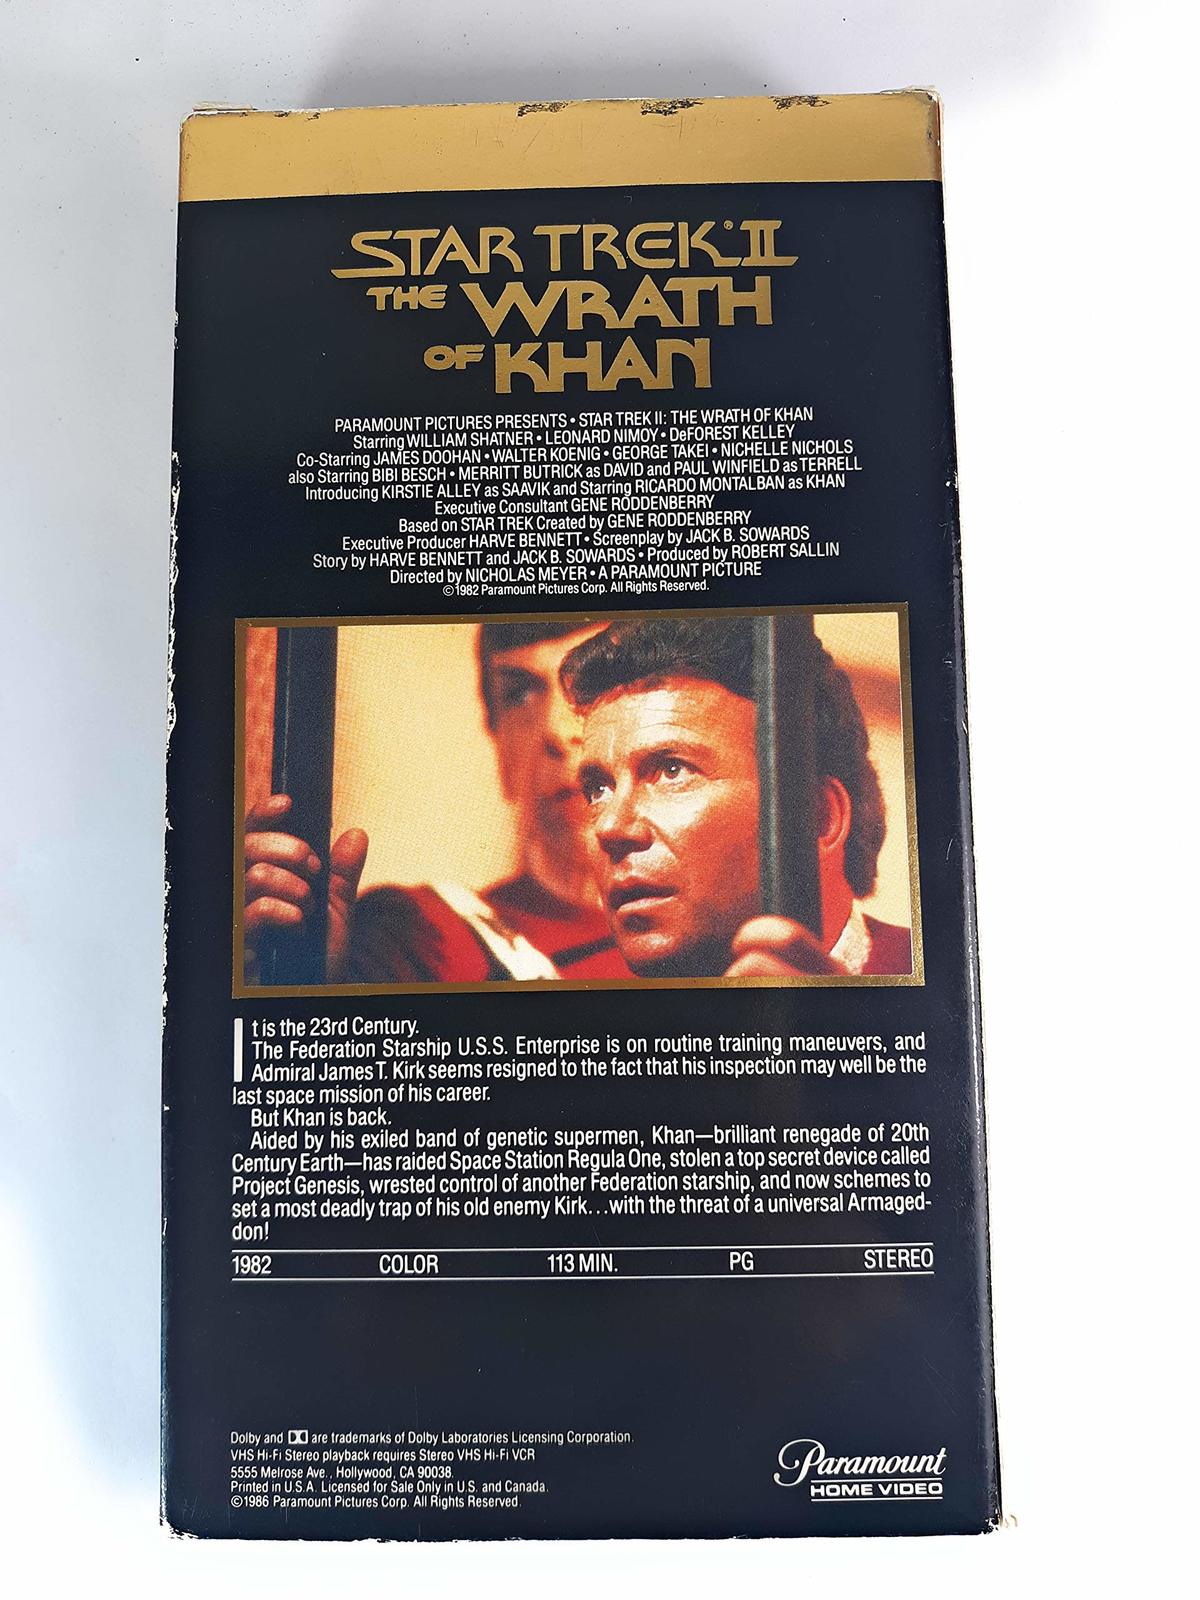 STAR TREK® II
THE WRATH
OF KHAN
PARAMOUNT PICTURES PRESENTS • STAR TREK II: THE WRATH OF KHAN
Starring WILLIAM SHATNER • LEONARD NIMOY • DeFOREST KELLEY
Co-Starring JAMES DOOHAN • WALTER KOENIG • GEORGE TAKEI • NICHELLE NICHOLS
also Starring BIBI BESCH • MERRITT BUTRICK as DAVID and PAUL WINFIELD as TERRELL
Introducing KIRSTIE ALLEY as SAAVIK and Starring RICARDO MONTALBAN as KHAN
Executive Consultant GENE RODDENBERRY
Based on STAR TREK Created by GENE RODDENBERRY
Executive Producer HARVE BENNETT • Screenplay by JACK B. SOWARDS
Story by HARVE BENNETT and JACK B. SOWARDS • Produced by ROBERT SALLIN
Directed by NICHOLAS MEYER • A PARAMOUNT PICTURE
©1982 Paramount Pictures Corp. All Rights Reserved.
It is the 23rd Century.
The Federation Starship U.S.S. Enterprise is on routine training maneuvers, and
Admiral James T. Kirk seems resigned to the fact that his inspection may well be the
last space mission of his career.
But Khan is back.
Aided by his exiled band of genetic supermen, Khan—brilliant renegade of 20th
Century Earth—has raided Space Station Regula One, stolen a top secret device called
Project Genesis, wrested control of another Federation starship, and now schemes to
set a most deadly trap of his old enemy Kirk...with the threat of a universal Armaged-
don!
1982 COLOR 113 MIN. PG STEREO
Dolby and are trademarks of Dolby Laboratories Licensing Corporation.
VHS Hi-Fi Stereo playback requires Stereo VHS Hi-Fi VCR
5555 Melrose Ave., Hollywood, CA 90038.
Printed in U.S.A. Licensed for Sale Only in U.S. and Canada.
©1986 Paramount Pictures Corp. All Rights Reserved.
Paramount
HOME VIDEO